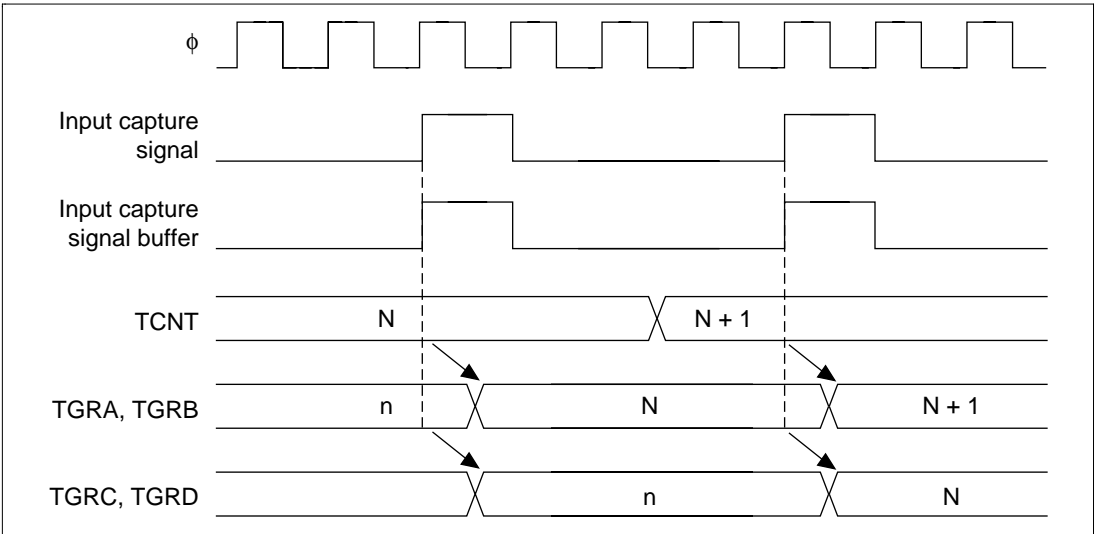 ϕ
Input capture
signal
Input capture
signal buffer
TCNT
N
N + 1
TGRA, TGRB
n
N
N + 1
TGRC, TGRD
n
N